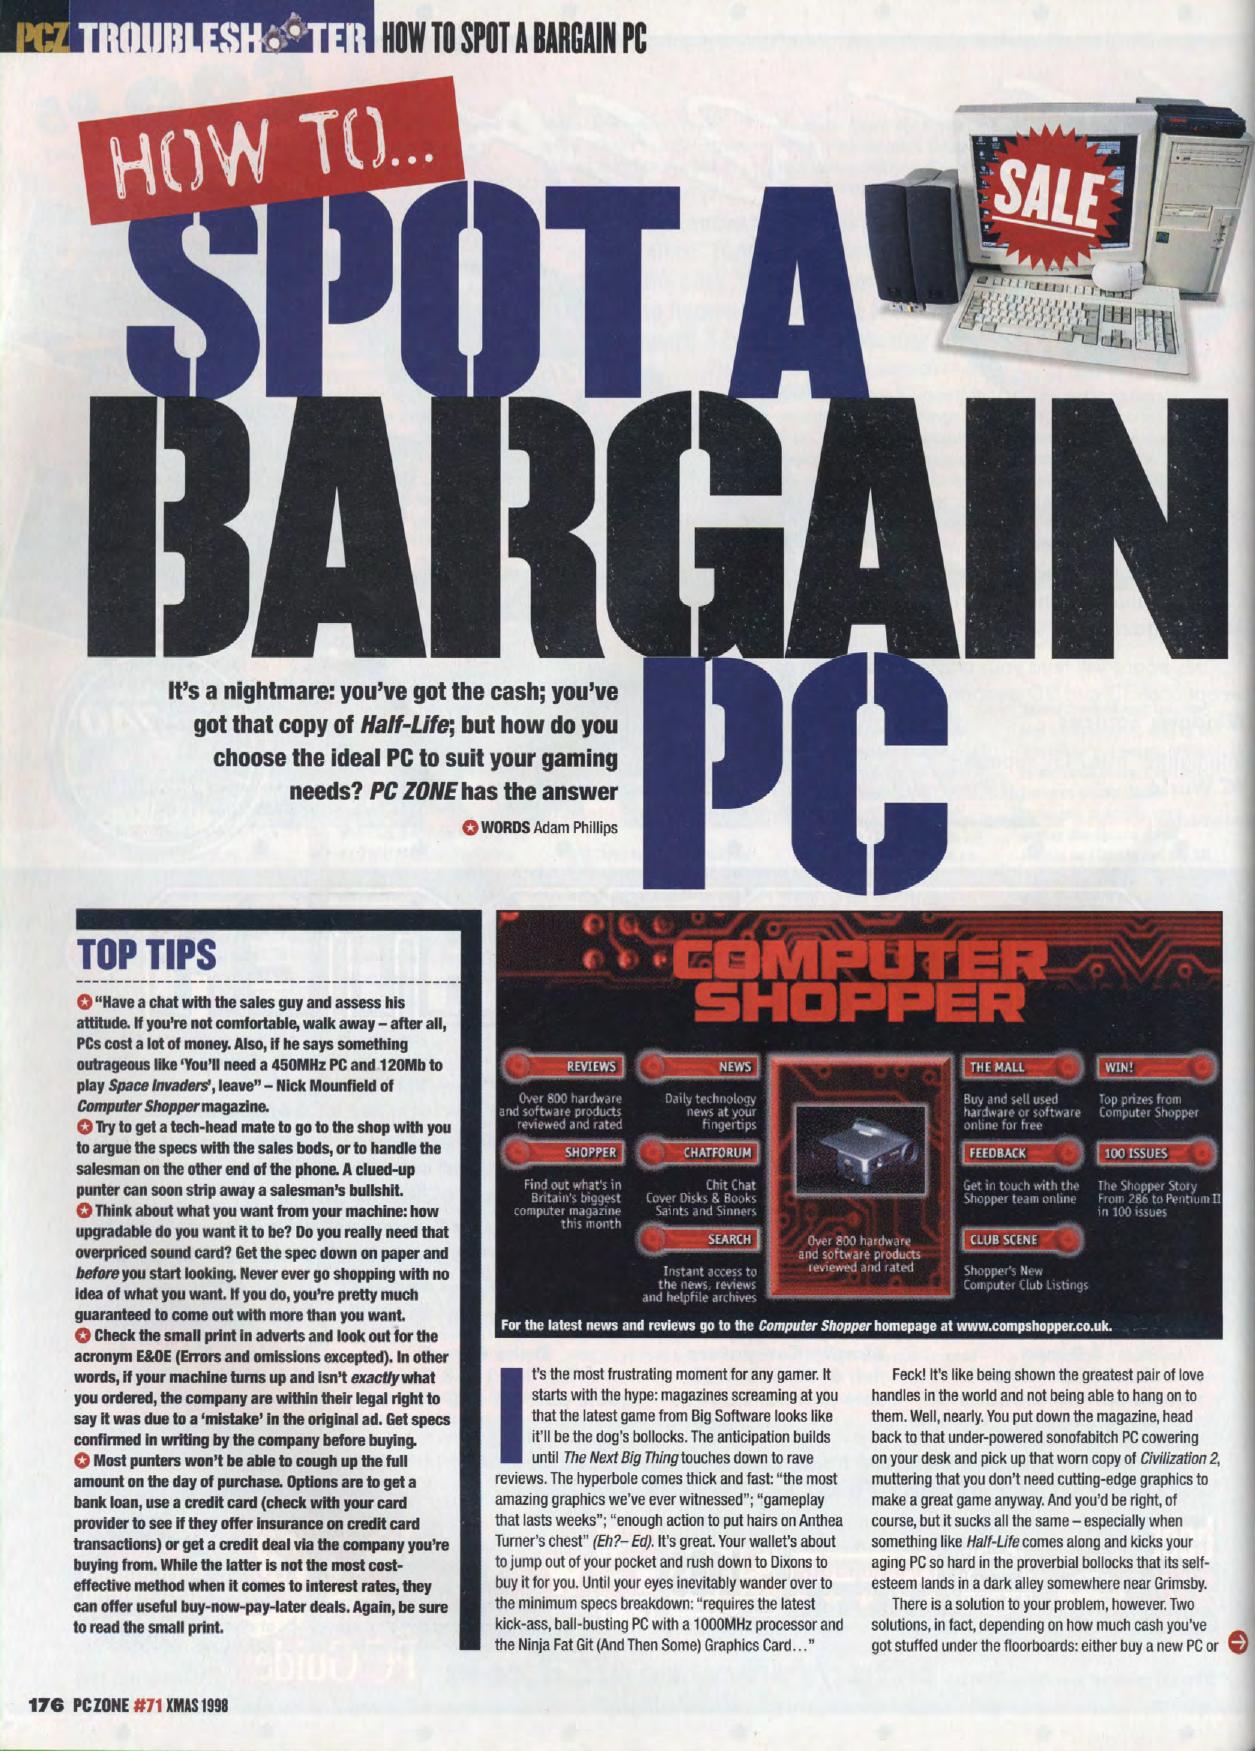 PCZ TROUBLESHOOTER HOW TO SPOT A BARGAIN PC
HOW TO...
SPOT A
BARGAIN
PC
SALE
It's a nightmare: you've got the cash; you've
got that copy of Half-Life; but how do you
choose the ideal PC to suit your gaming
needs? PC ZONE has the answer
WORDS Adam Phillips
TOP TIPS
"Have a chat with the sales guy and assess his
attitude. If you're not comfortable, walk away – after all,
PCs cost a lot of money. Also, if he says something
outrageous like 'You'll need a 450MHz PC and 120Mb to
play Space Invaders', leave" – Nick Mounfield of
Computer Shopper magazine.
Try to get a tech-head mate to go to the shop with you
to argue the specs with the sales bods, or to handle the
salesman on the other end of the phone. A clued-up
punter can soon strip away a salesman's bullshit.
Think about what you want from your machine: how
upgradable do you want it to be? Do you really need that
overpriced sound card? Get the spec down on paper and
before you start looking. Never ever go shopping with no
idea of what you want. If you do, you're pretty much
guaranteed to come out with more than you want.
Check the small print in adverts and look out for the
acronym E&OE (Errors and omissions excepted). In other
words, if your machine turns up and isn't exactly what
you ordered, the company are within their legal right to
say it was due to a 'mistake' in the original ad. Get specs
confirmed in writing by the company before buying.
Most punters won't be able to cough up the full
amount on the day of purchase. Options are to get a
bank loan, use a credit card (check with your card
provider to see if they offer insurance on credit card
transactions) or get a credit deal via the company you're
buying from. While the latter is not the most cost-
effective method when it comes to interest rates, they
can offer useful buy-now-pay-later deals. Again, be sure
to read the small print.
COMPUTER
SHOPPER
REVIEWS
Over 800 hardware
and software products
reviewed and rated
SHOPPER
Find out what's in
Britain's biggest
computer magazine
this month
NEWS
Daily technology
news at your
fingertips
CHATFORUM
Chit Chat
Cover Disks & Books
Saints and Sinners
SEARCH
Instant access to
the news, reviews
and helpfile archives
Over 800 hardware
and software products
reviewed and rated
THE MALL
Buy and sell used
hardware or software
online for free
FEEDBACK
Get in touch with the
Shopper team online
CLUB SCENE
Shopper's New
Computer Club Listings
WIN!
Top prizes from
Computer Shopper
100 ISSUES
The Shopper Story
From 286 to Pentium II
in 100 issues
For the latest news and reviews go to the Computer Shopper homepage at www.compshopper.co.uk.
It's the most frustrating moment for any gamer. It
starts with the hype: magazines screaming at you
that the latest game from Big Software looks like
it'll be the dog's bollocks. The anticipation builds
until The Next Big Thing touches down to rave
reviews. The hyperbole comes thick and fast: "the most
amazing graphics we've ever witnessed"; "gameplay
that lasts weeks"; "enough action to put hairs on Anthea
Turner's chest" (Eh?– Ed). It's great. Your wallet's about
to jump out of your pocket and rush down to Dixons to
buy it for you. Until your eyes inevitably wander over to
the minimum specs breakdown: "requires the latest
kick-ass, ball-busting PC with a 1000MHz processor and
the Ninja Fat Git (And Then Some) Graphics Card..."
Feck! It's like being shown the greatest pair of love
handles in the world and not being able to hang on to
them. Well, nearly. You put down the magazine, head
back to that under-powered sonofabitch PC cowering
on your desk and pick up that worn copy of Civilization 2,
muttering that you don't need cutting-edge graphics to
make a great game anyway. And you'd be right, of
course, but it sucks all the same – especially when
something like Half-Life comes along and kicks your
aging PC so hard in the proverbial bollocks that its self-
esteem lands in a dark alley somewhere near Grimsby.
There is a solution to your problem, however. Two
solutions, in fact, depending on how much cash you've
got stuffed under the floorboards: either buy a new PC or
176 PC ZONE #71 XMAS 1998